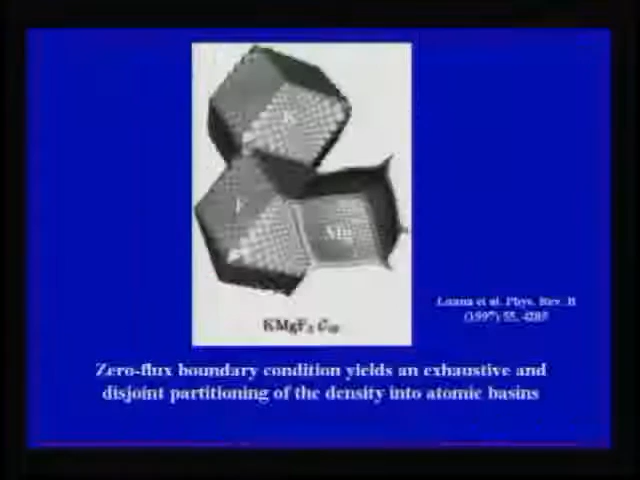 K
F
Mg
KMgF₃
Luana et al. Phys. Rev. B
(1997) 55,
Zero-flux boundary condition yields an exhaustive and
disjoint partitioning of the density into atomic basins